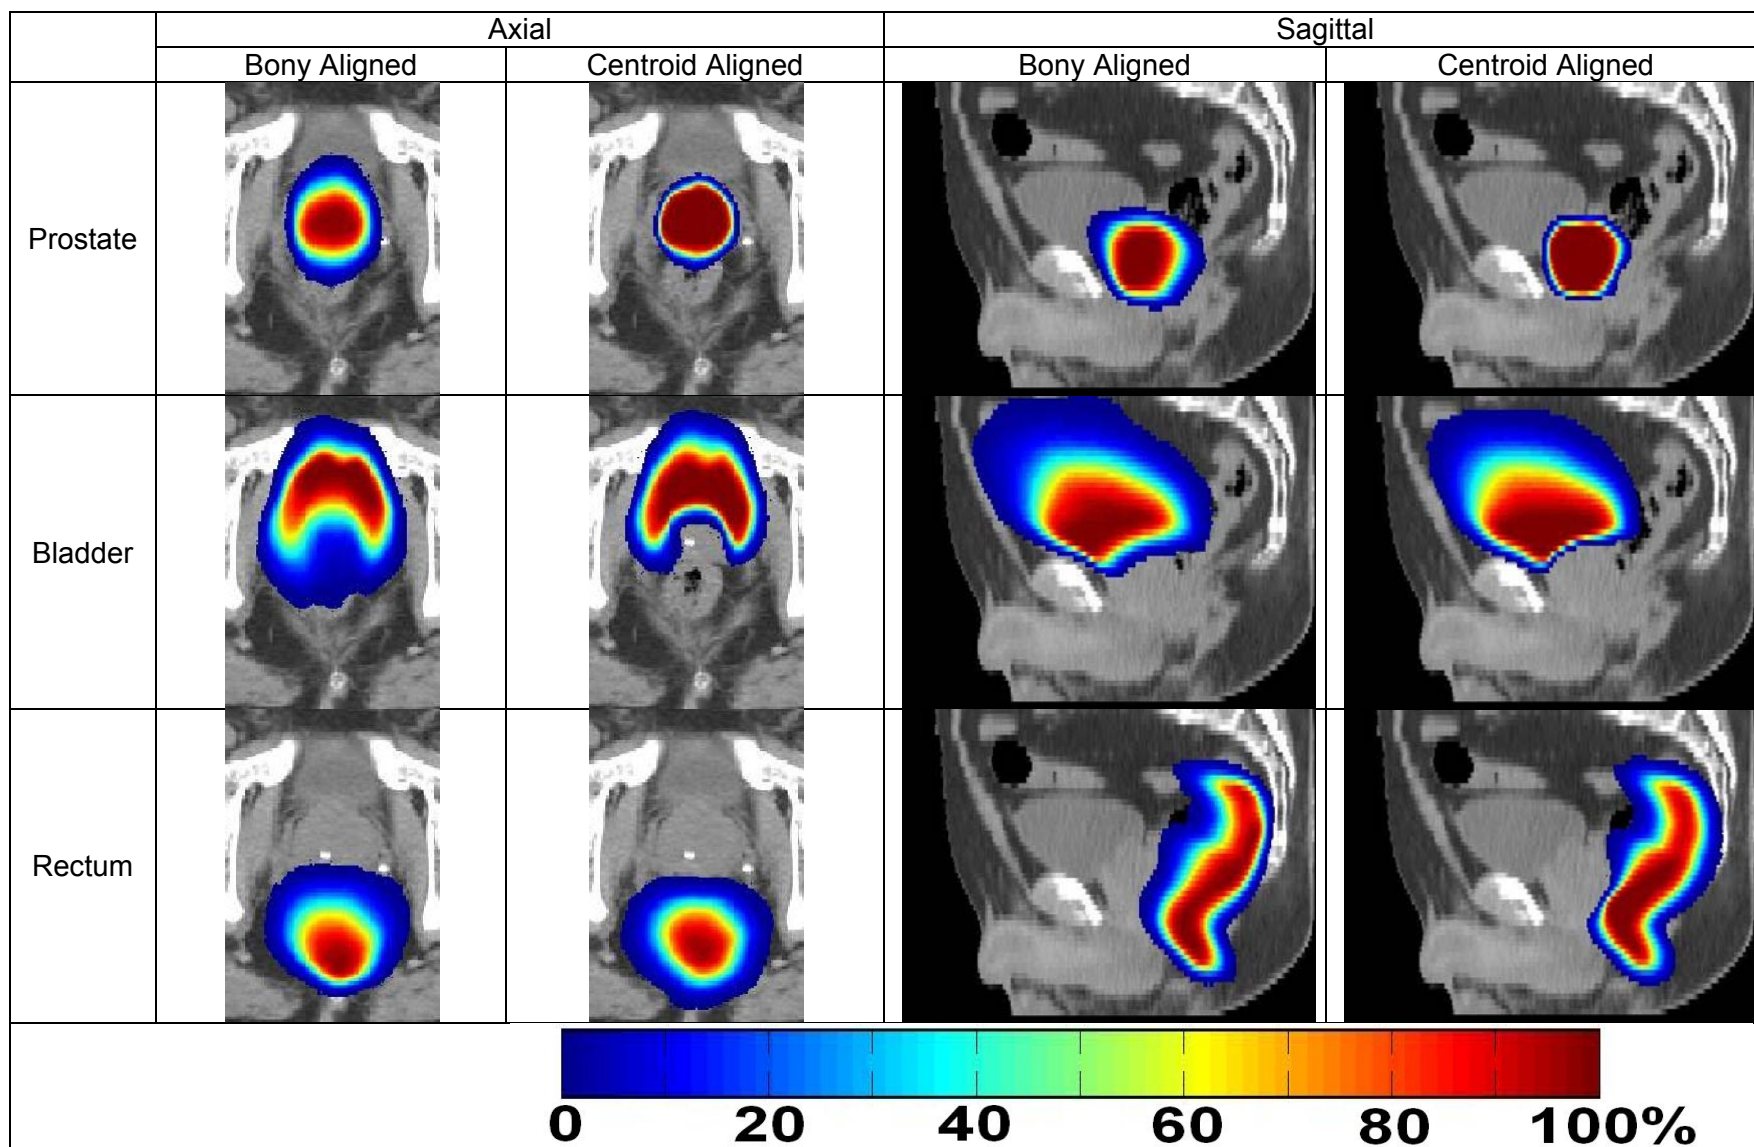 Axial Sagittal
Bony Aligned Centroid Aligned Bony Aligned Centroid Aligned
Prostate
Bladder
Rectum
0 20 40 60 80 100%